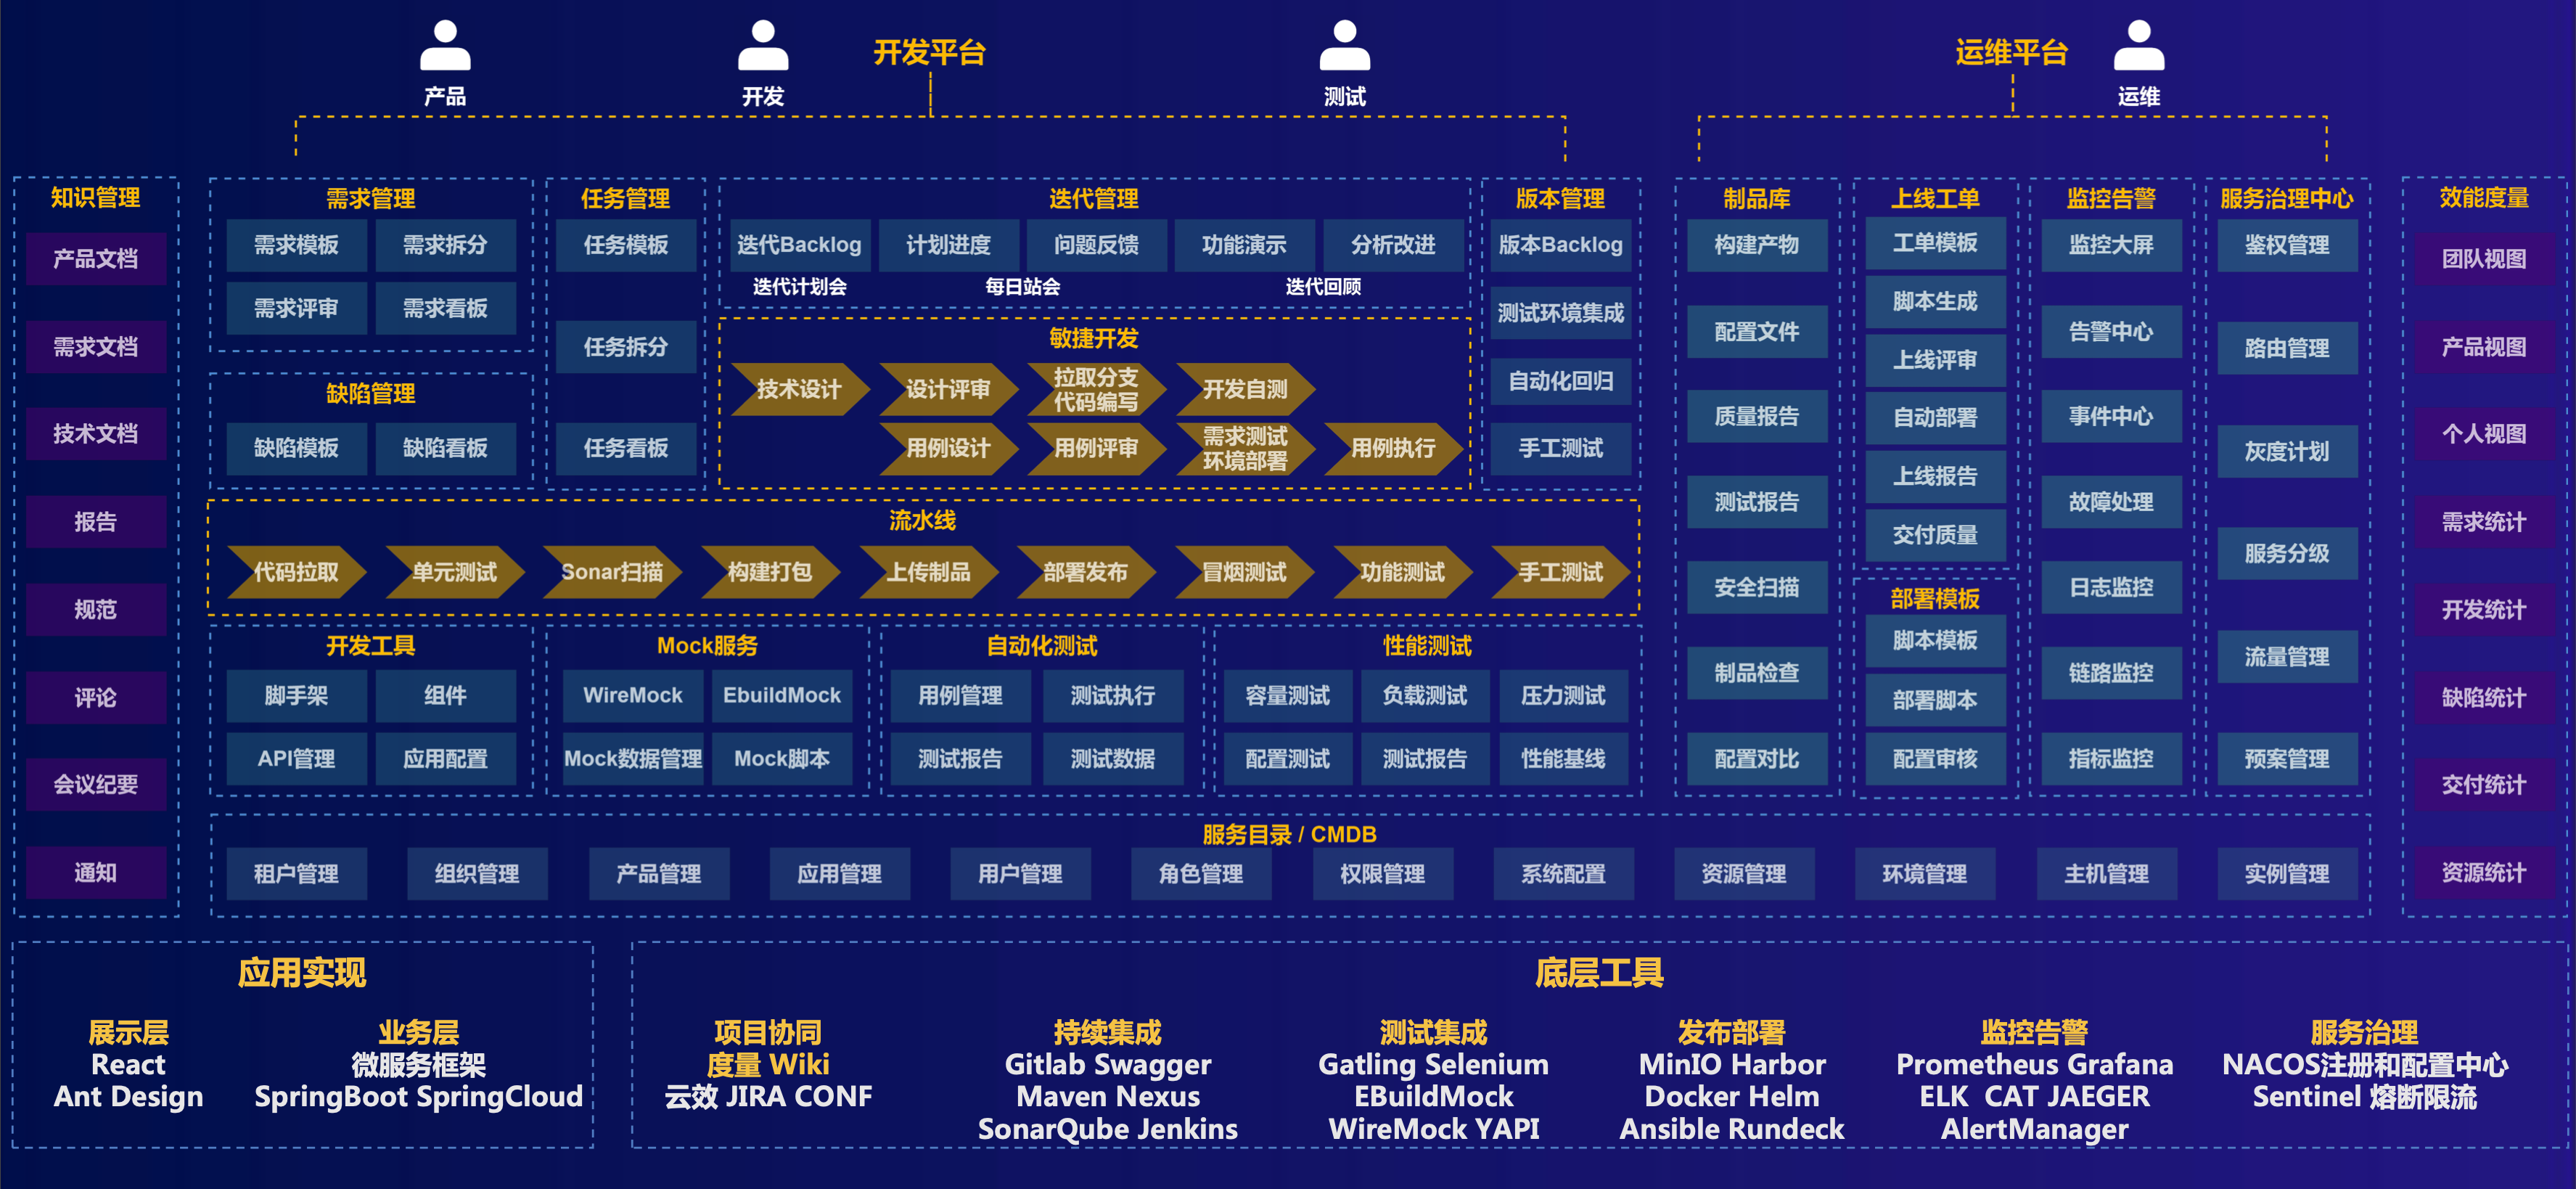 产品
开发
开发平台
测试
运维平台
运维
知识管理
产品文档
需求文档
技术文档
报告
规范
评论
会议纪要
通知
需求管理
需求模板
需求拆分
需求评审
需求看板
缺陷管理
缺陷模板
缺陷看板
任务管理
任务模板
任务拆分
任务看板
迭代管理
迭代Backlog
计划进度
问题反馈
功能演示
分析改进
迭代计划会
每日站会
迭代回顾
敏捷开发
技术设计
设计评审
拉取分支
代码编写
开发自测
用例设计
用例评审
需求测试
环境部署
用例执行
版本管理
版本Backlog
测试环境集成
自动化回归
手工测试
流水线
代码拉取
单元测试
Sonar扫描
构建打包
上传制品
部署发布
冒烟测试
功能测试
手工测试
开发工具
脚手架
组件
API管理
应用配置
Mock服务
WireMock
EbuildMock
Mock数据管理
Mock脚本
自动化测试
用例管理
测试执行
测试报告
测试数据
性能测试
容量测试
负载测试
压力测试
配置测试
测试报告
性能基线
制品库
构建产物
配置文件
质量报告
测试报告
安全扫描
制品检查
配置对比
上线工单
工单模板
脚本生成
上线评审
自动部署
上线报告
交付质量
部署模板
脚本模板
部署脚本
配置审核
监控告警
监控大屏
告警中心
事件中心
故障处理
日志监控
链路监控
指标监控
服务治理中心
鉴权管理
路由管理
灰度计划
服务分级
流量管理
预案管理
效能度量
团队视图
产品视图
个人视图
需求统计
开发统计
缺陷统计
交付统计
资源统计
服务目录 / CMDB
租户管理
组织管理
产品管理
应用管理
用户管理
角色管理
权限管理
系统配置
资源管理
环境管理
主机管理
实例管理
应用实现
展示层
React
Ant Design
业务层
微服务框架
SpringBoot SpringCloud
底层工具
项目协同
度量 Wiki
云效 JIRA CONF
持续集成
Gitlab Swagger
Maven Nexus
SonarQube Jenkins
测试集成
Gatling Selenium
EBuildMock
WireMock YAPI
发布部署
MinIO Harbor
Docker Helm
Ansible Rundeck
监控告警
Prometheus Grafana
ELK CAT JAEGER
AlertManager
服务治理
NACOS注册和配置中心
Sentinel 熔断限流